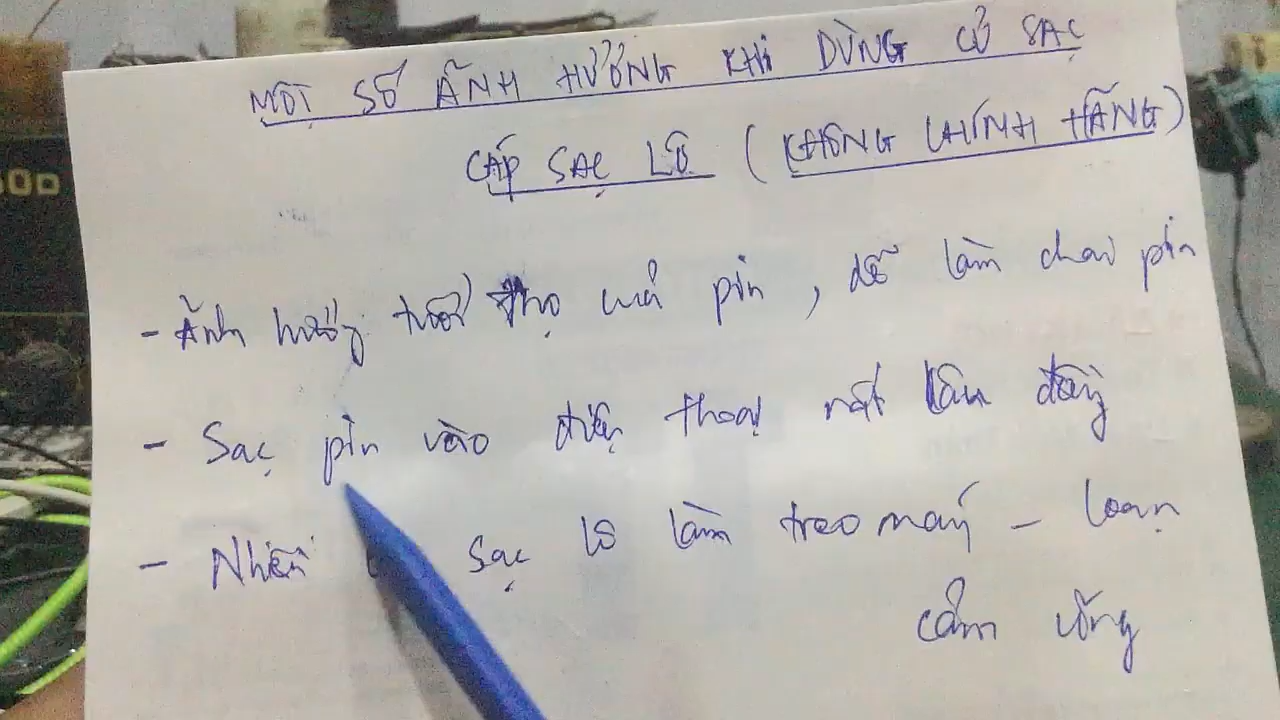 MỘT SỐ ẢNH HƯỞNG KHI DÙNG CỦ SẠC
CÁP SẠC LÔ (KHÔNG CHÍNH HÃNG)
- Ảnh hưởng tuổi thọ của pin, dễ làm chai pin
- Sạc pin vào điện thoại rất lâu đầy
- Nhiều sạc lô làm treo máy - loạn
cảm ứng